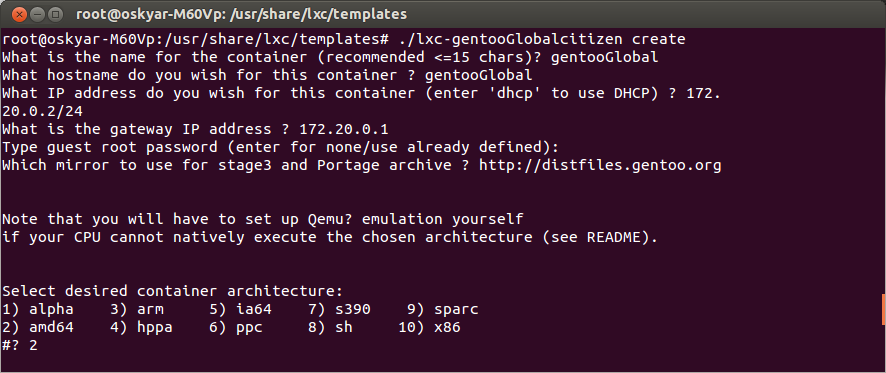 root@oskyar-M60Vp: /usr/share/lxc/templates
root@oskyar-M60Vp:/usr/share/lxc/templates# ./lxc-gentooGlobalcitizen create
What is the name for the container (recommended <=15 chars)? gentooGlobal
What hostname do you wish for this container ? gentooGlobal
What IP address do you wish for this container (enter 'dhcp' to use DHCP) ? 172.
20.0.2/24
What is the gateway IP address ? 172.20.0.1
Type guest root password (enter for none/use already defined):
Which mirror to use for stage3 and Portage archive ? http://distfiles.gentoo.org
Note that you will have to set up Qemu? emulation yourself
if your CPU cannot natively execute the chosen architecture (see README).
Select desired container architecture:
1) alpha    3) arm     5) ia64    7) s390    9) sparc
2) amd64    4) hppa    6) ppc     8) sh     10) x86
#? 2